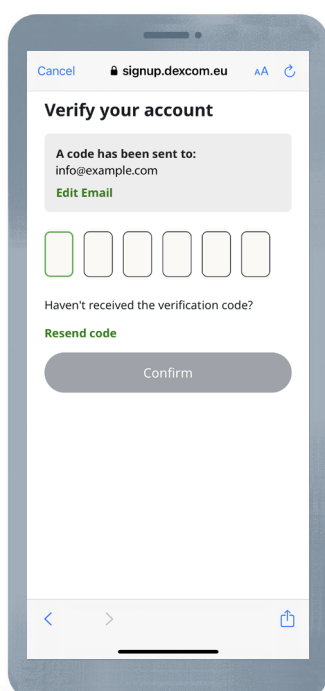 Cancel
signup.dexcom.eu
AA
Verify your account
A code has been sent to:
info@example.com
Edit Email
Haven't received the verification code?
Resend code
Confirm